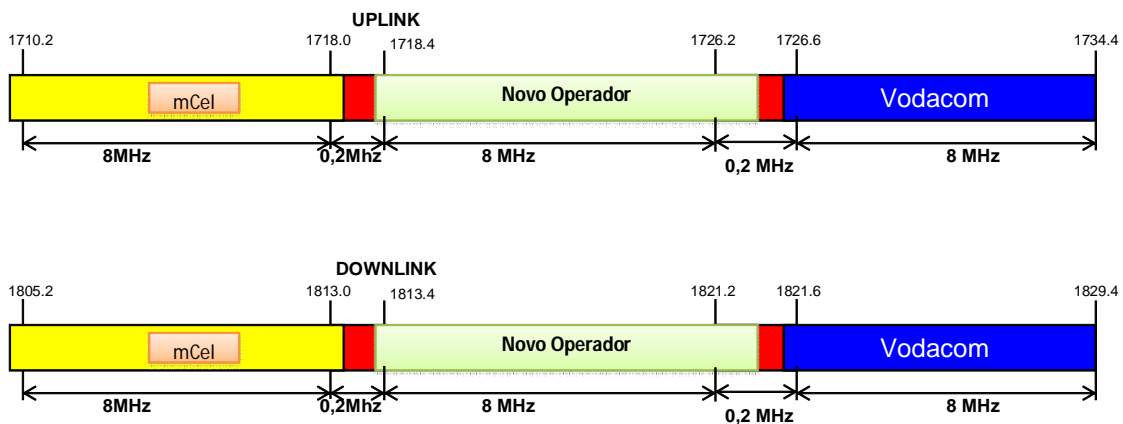 UPLINK
1710.2 1718.0 1718.4 1726.2 1726.6 1734.4
mCel Novo Operador Vodacom
8MHz 0,2Mhz 8 MHz 0,2 MHz 8 MHz
DOWNLINK
1805.2 1813.0 1813.4 1821.2 1821.6 1829.4
mCel Novo Operador Vodacom
8MHz 0,2Mhz 8 MHz 0,2 MHz 8 MHz